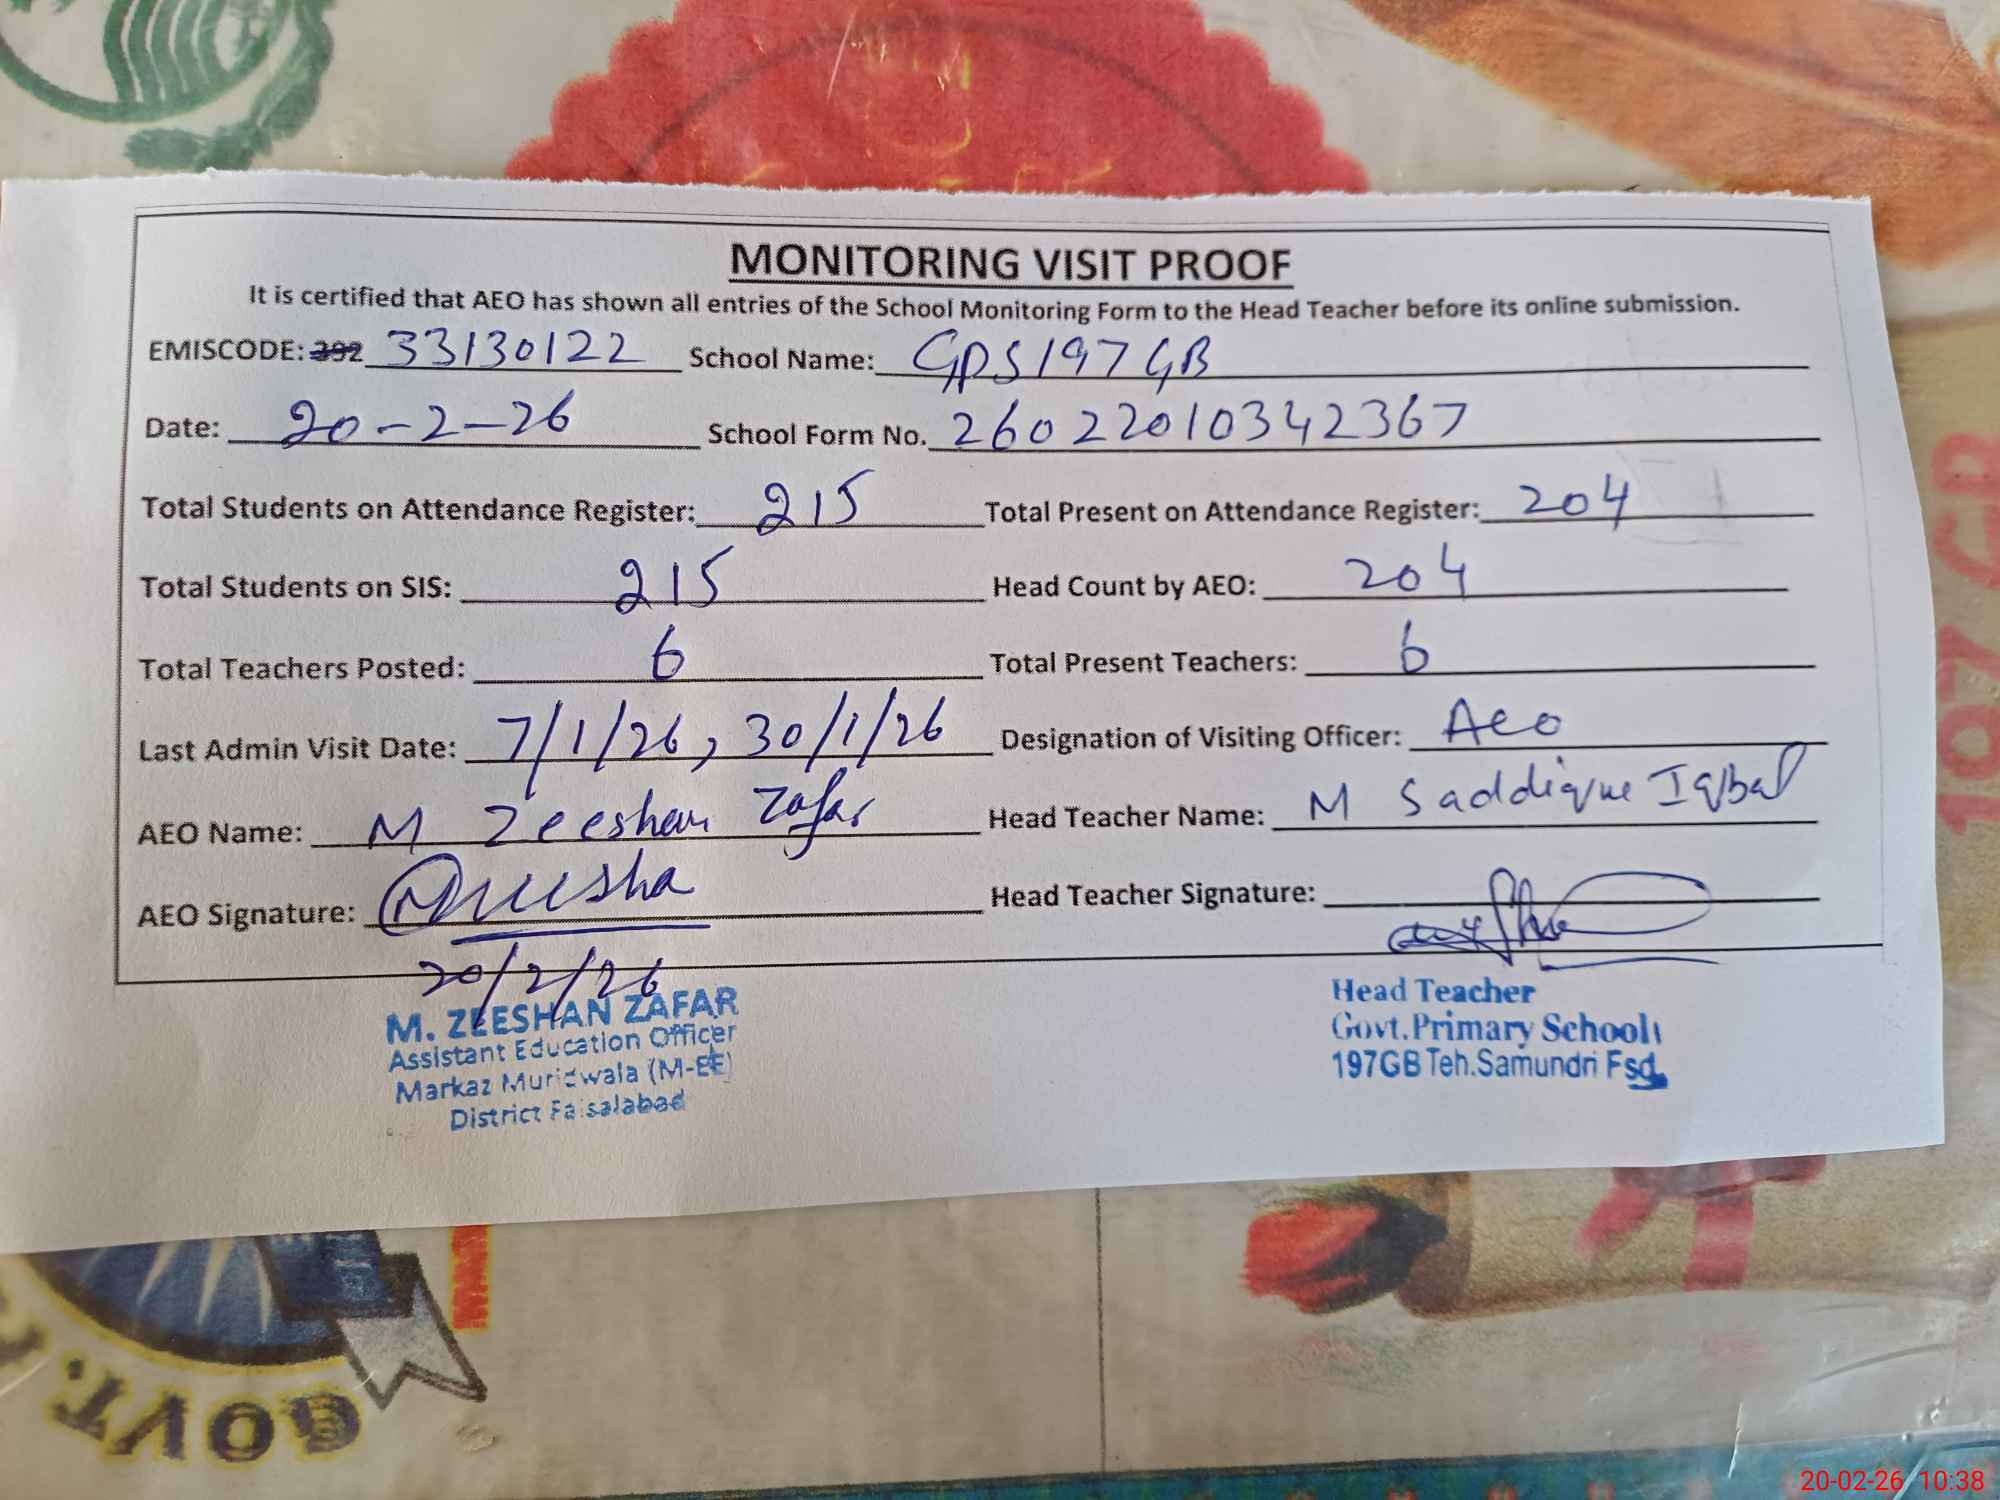 MONITORING VISIT PROOF
It is certified that AEO has shown all entries of the School Monitoring Form to the Head Teacher before its online submission.
EMISCODE: 392 33130122 School Name: GPS 197 GB
Date: 20-2-26 School Form No. 26022010342367
Total Students on Attendance Register: 215 Total Present on Attendance Register: 204
Total Students on SIS: 215 Head Count by AEO: 204
Total Teachers Posted: 6 Total Present Teachers: 6
Last Admin Visit Date: 7/1/26, 30/1/26 Designation of Visiting Officer: Aeo
AEO Name: M Zeeshan Zafar Head Teacher Name: M Saddique Iqbal
AEO Signature: Head Teacher Signature:
20/2/26
M. ZEESHAN ZAFAR
Assistant Education Officer
Markaz Muridwala (M-EE)
District Faisalabad
Head Teacher
Govt.Primary School
197GB Teh.Samundri Fsd.
197 GB
GOVT.
20-02-26 10:38